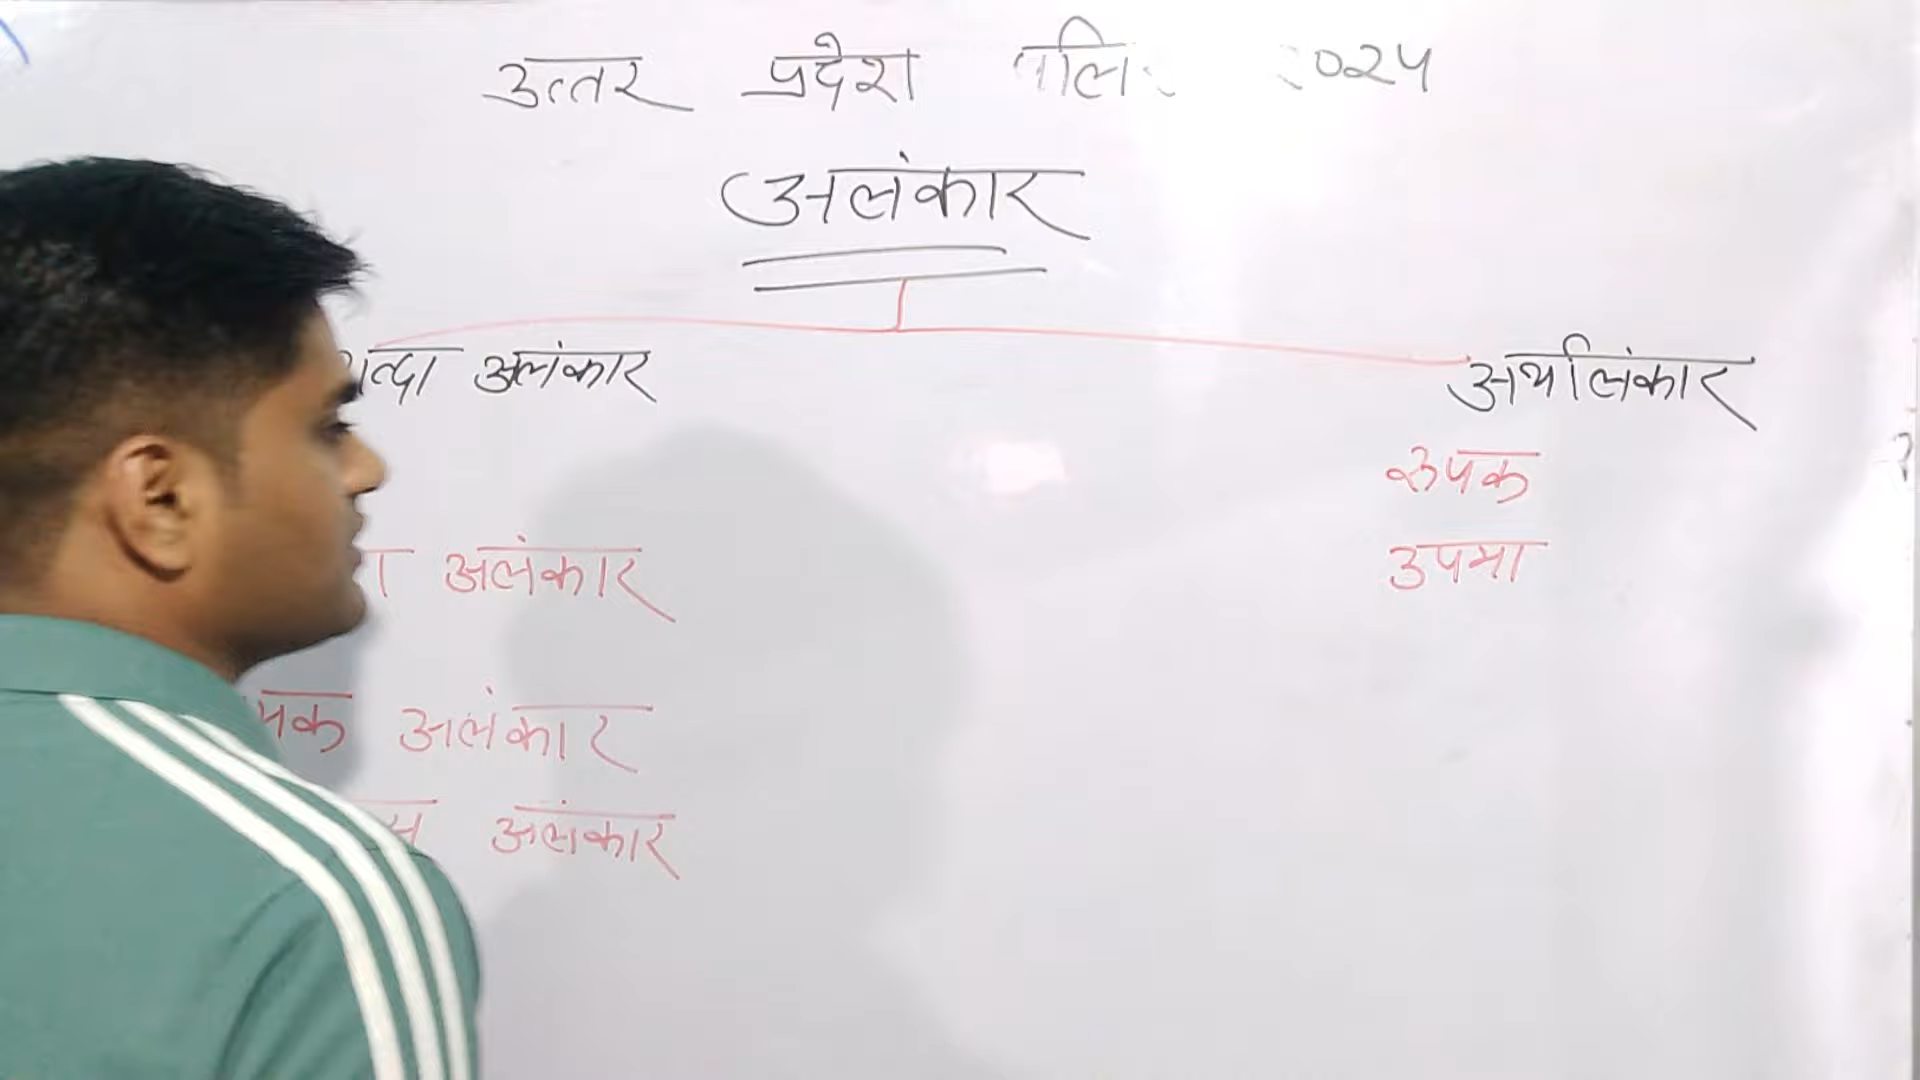 उत्तर प्रदेश २०२५
अलंकार
अलंकार अर्थालंकार
रूपक
अलंकार उपमा
अलंकार
अलंकार